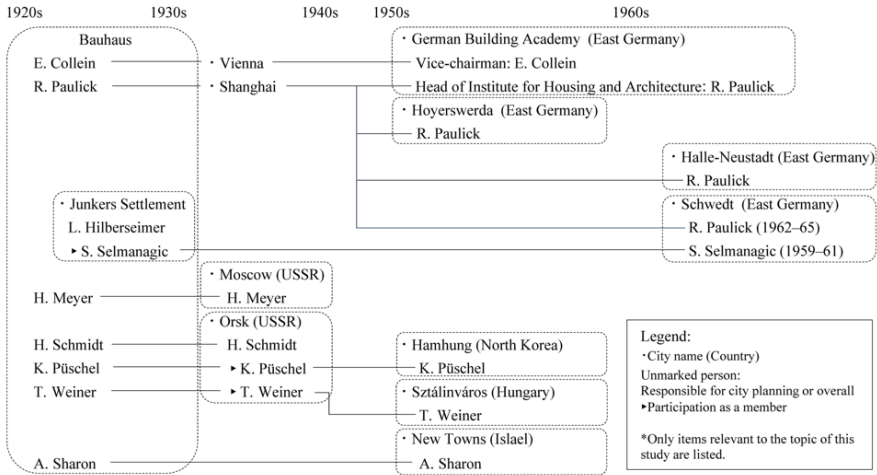 1920s 1930s 1940s 1950s 1960s
Bauhaus
E. Collein
R. Paulick
・Junkers Settlement
L. Hilberseimer
▸S. Selmanagic
H. Meyer
H. Schmidt
K. Püschel
T. Weiner
A. Sharon
・Vienna
・Shanghai
・Moscow (USSR)
H. Meyer
・Orsk (USSR)
H. Schmidt
▸K. Püschel
▸T. Weiner
・German Building Academy (East Germany)
Vice-chairman: E. Collein
Head of Institute for Housing and Architecture: R. Paulick
・Hoyerswerda (East Germany)
R. Paulick
・Hamhung (North Korea)
K. Püschel
・Sztálinváros (Hungary)
T. Weiner
・New Towns (Islael)
A. Sharon
・Halle-Neustadt (East Germany)
R. Paulick
・Schwedt (East Germany)
R. Paulick (1962–65)
S. Selmanagic (1959–61)
Legend:
・City name (Country)
Unmarked person:
Responsible for city planning or overall
▸Participation as a member
*Only items relevant to the topic of this
study are listed.